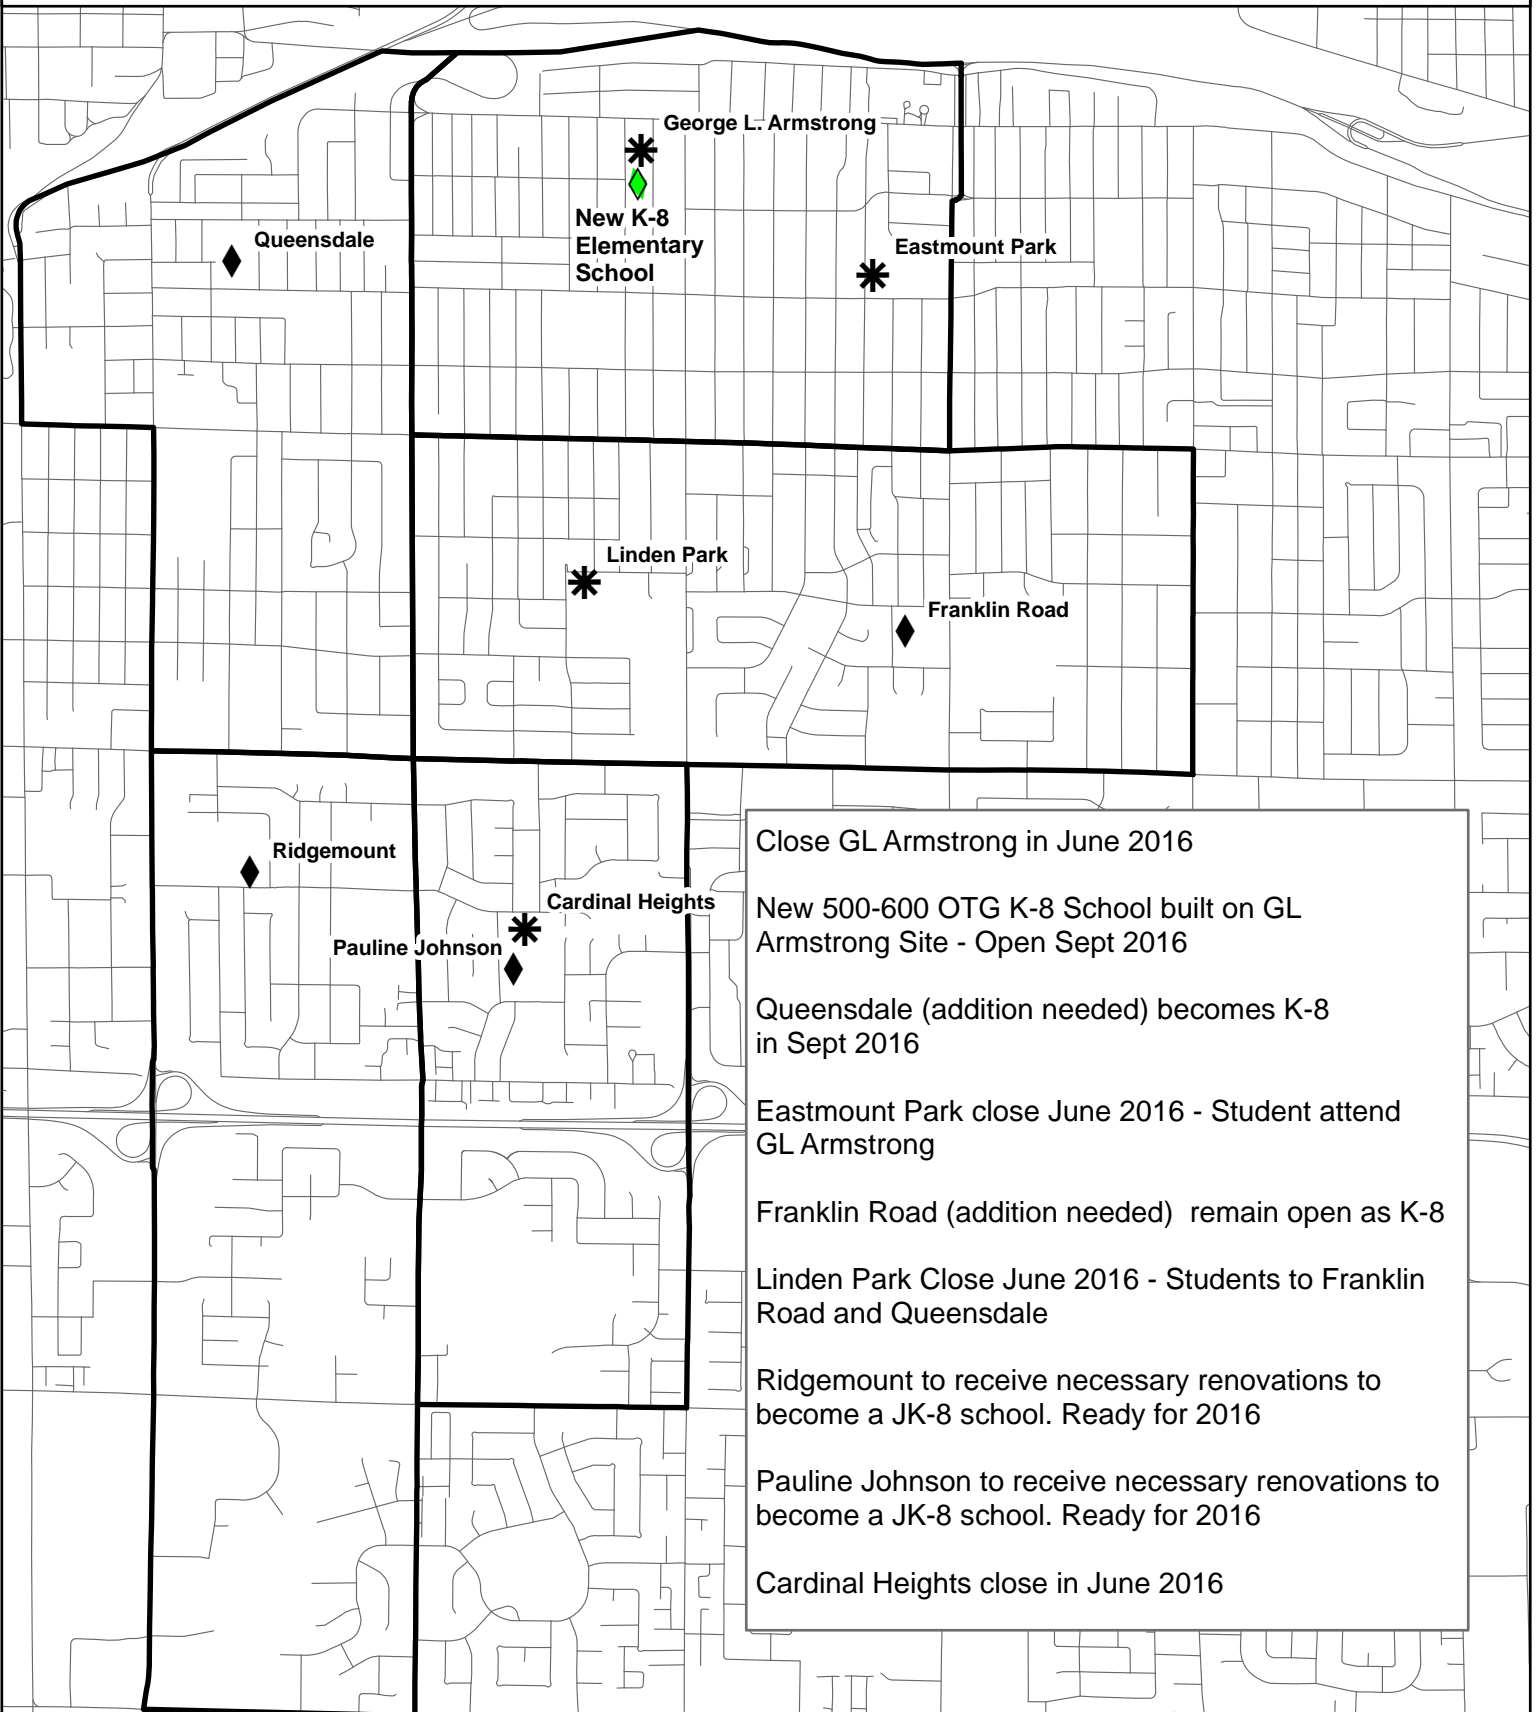 George L. Armstrong
New K-8
Elementary
School
Queensdale
Eastmount Park
Linden Park
Franklin Road
Ridgemount
Cardinal Heights
Pauline Johnson
Close GL Armstrong in June 2016
New 500-600 OTG K-8 School built on GL
Armstrong Site - Open Sept 2016
Queensdale (addition needed) becomes K-8
in Sept 2016
Eastmount Park close June 2016 - Student attend
GL Armstrong
Franklin Road (addition needed)  remain open as K-8
Linden Park Close June 2016 - Students to Franklin
Road and Queensdale
Ridgemount to receive necessary renovations to
become a JK-8 school. Ready for 2016
Pauline Johnson to receive necessary renovations to
become a JK-8 school. Ready for 2016
Cardinal Heights close in June 2016